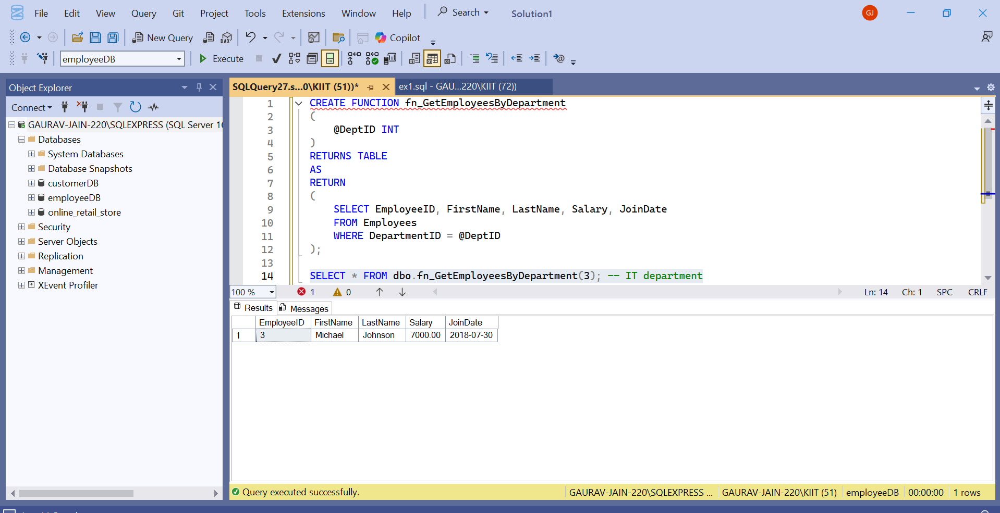 File Edit View Query Git Project Tools Extensions Window Help Search Solution1 GJ
New Query DAX Copilot
employeeDB Execute
Object Explorer
Connect
GAURAV-JAIN-220\SQLEXPRESS (SQL Server 16
Databases
System Databases
Database Snapshots
customerDB
employeeDB
online_retail_store
Security
Server Objects
Replication
Management
XEvent Profiler
SQLQuery27.s...0\KIIT (51))* ex1.sql - GAU...220\KIIT (72))
1 CREATE FUNCTION fn_GetEmployeesByDepartment
2 (
3 @DeptID INT
4 )
5 RETURNS TABLE
6 AS
7 RETURN
8 (
9 SELECT EmployeeID, FirstName, LastName, Salary, JoinDate
10 FROM Employees
11 WHERE DepartmentID = @DeptID
12 );
13
14 SELECT * FROM dbo.fn_GetEmployeesByDepartment(3); -- IT department
100 % 1 0 Ln: 14 Ch: 1 SPC CRLF
Results Messages
EmployeeID FirstName LastName Salary JoinDate
1 3 Michael Johnson 7000.00 2018-07-30
Query executed successfully. GAURAV-JAIN-220\SQLEXPRESS ... GAURAV-JAIN-220\KIIT (51) employeeDB 00:00:00 1 rows